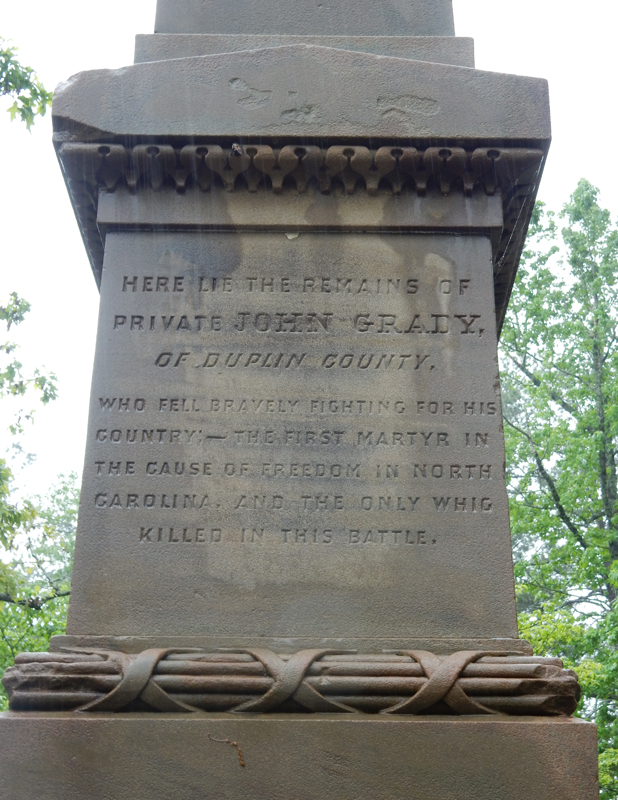 HERE LIE THE REMAINS OF
PRIVATE JOHN GRADY,
OF DUPLIN COUNTY,
WHO FELL BRAVELY FIGHTING FOR HIS
COUNTRY;— THE FIRST MARTYR IN
THE CAUSE OF FREEDOM IN NORTH
CAROLINA, AND THE ONLY WHIG
KILLED IN THIS BATTLE.